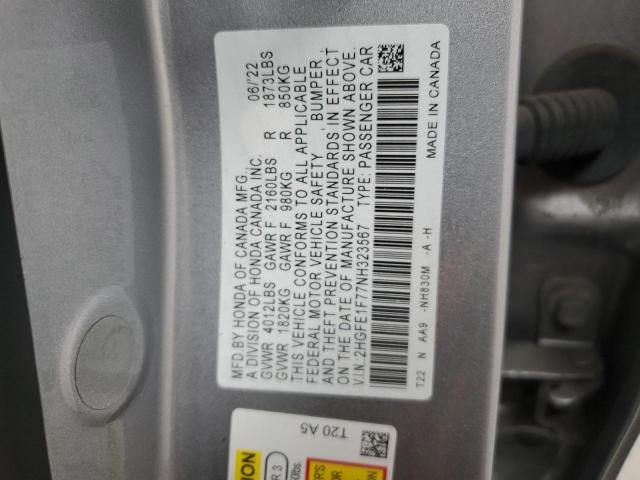 MFD.BY HONDA OF CANADA MFG., 06/22
A DIVISION OF HONDA CANADA INC.
GVWR 4012LBS GAWR F 2160LBS R 1873LBS
GVWR 1820KG GAWR F 980KG R 850KG
THIS VEHICLE CONFORMS TO ALL APPLICABLE
FEDERAL MOTOR VEHICLE SAFETY, BUMPER
AND THEFT PREVENTION STANDARDS, IN EFFECT
ON THE DATE OF MANUFACTURE SHOWN ABOVE.
V.I.N:2HGFE1F77NH323567 TYPE: PASSENGER CAR
T22 N AA9 -NH830M -A -H
MADE IN CANADA
T20 A5